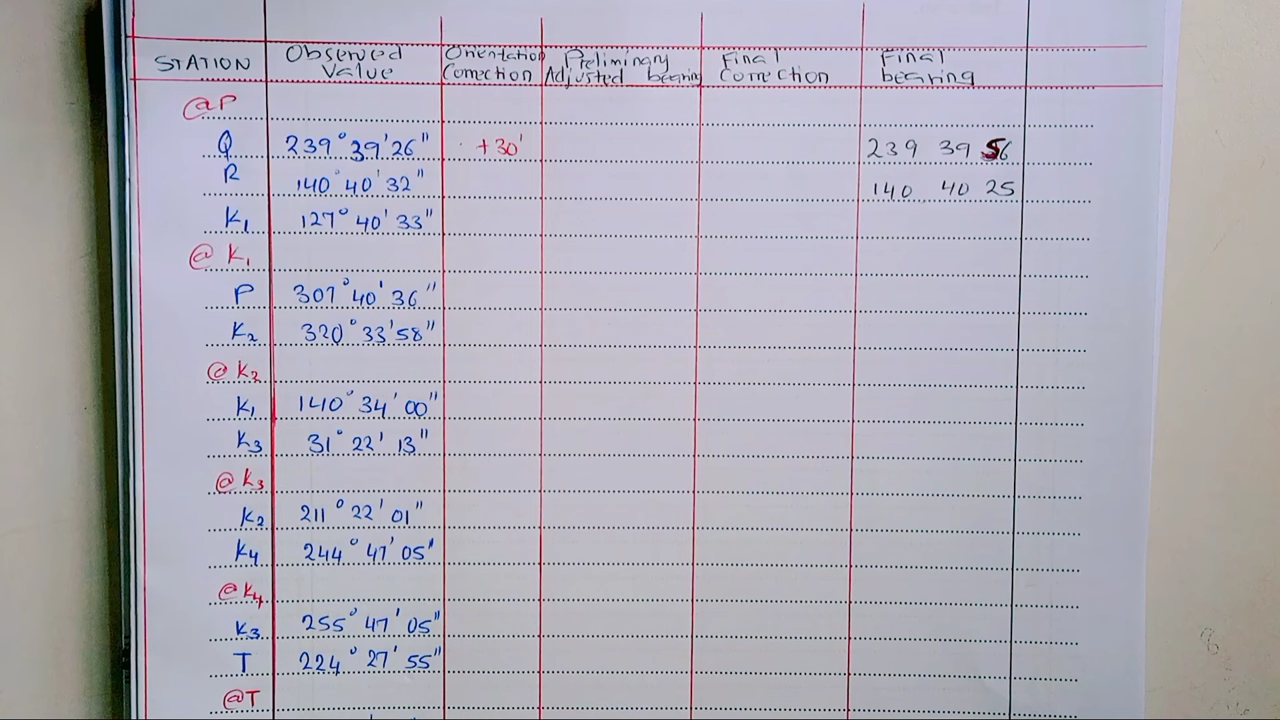 STATION Observed Value Orientation Correction Preliminary Adjusted bearing Final Correction Final bearing
@P
Q 239° 39' 26" +30' 239 39 56
R 140° 40' 32" 140 40 25
K₁ 127° 40' 33"
@ K₁
P 307° 40' 36"
K₂ 320° 33' 58"
@ K₂
K₁ 140° 34' 00"
K₃ 31° 22' 13"
@ K₃
K₂ 211° 22' 01"
K₄ 244° 47' 05"
@ K₄
K₃ 255° 47' 05"
T 224° 27' 55"
@T